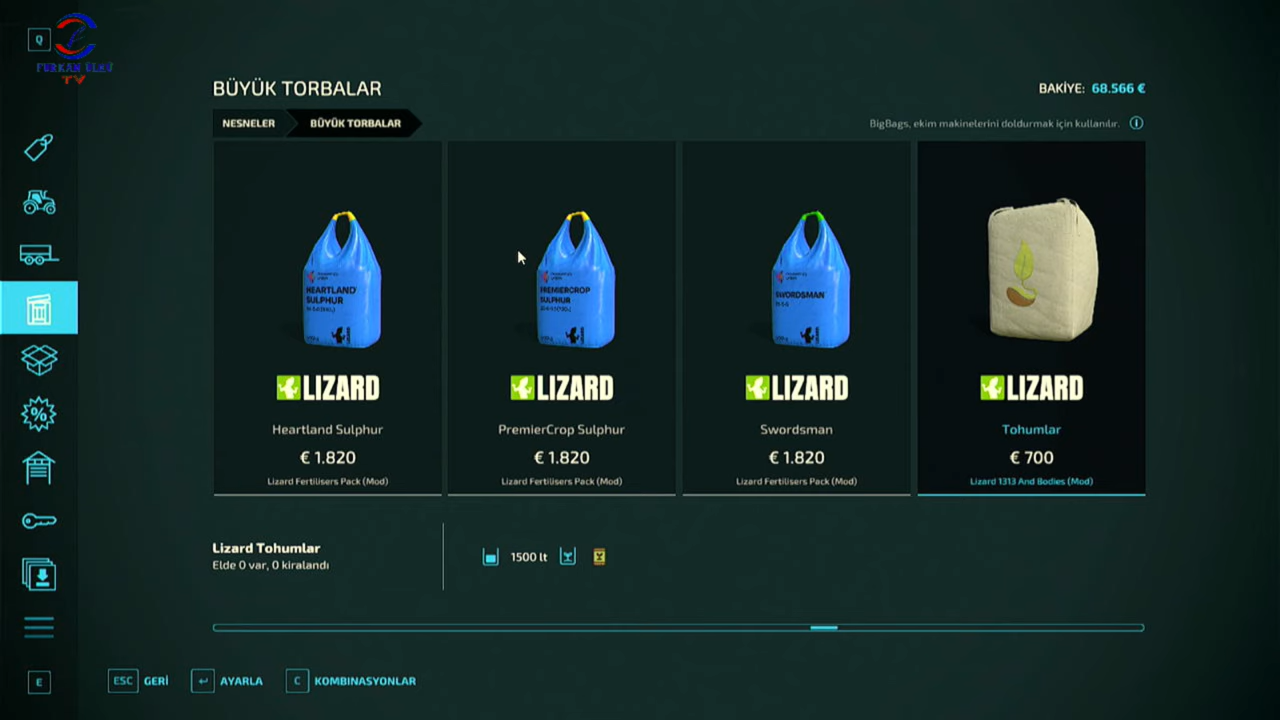 Q
FURKAN ÜLKÜ
TV
BÜYÜK TORBALAR
BAKİYE: 68.566 €
NESNELER
BÜYÜK TORBALAR
BigBags, ekim makinelerini doldurmak için kullanılır.
HEARTLAND
SULPHUR
PREMIERCROP
SULPHUR
SWORDSMAN
LIZARD
LIZARD
LIZARD
LIZARD
Heartland Sulphur
PremierCrop Sulphur
Swordsman
Tohumlar
€ 1.820
€ 1.820
€ 1.820
€ 700
Lizard Fertilisers Pack (Mod)
Lizard Fertilisers Pack (Mod)
Lizard Fertilisers Pack (Mod)
Lizard 1313 And Bodies (Mod)
Lizard Tohumlar
Elde 0 var, 0 kiralandı
1500 lt
E
ESC GERİ
AYARLA
C KOMBINASYONLAR